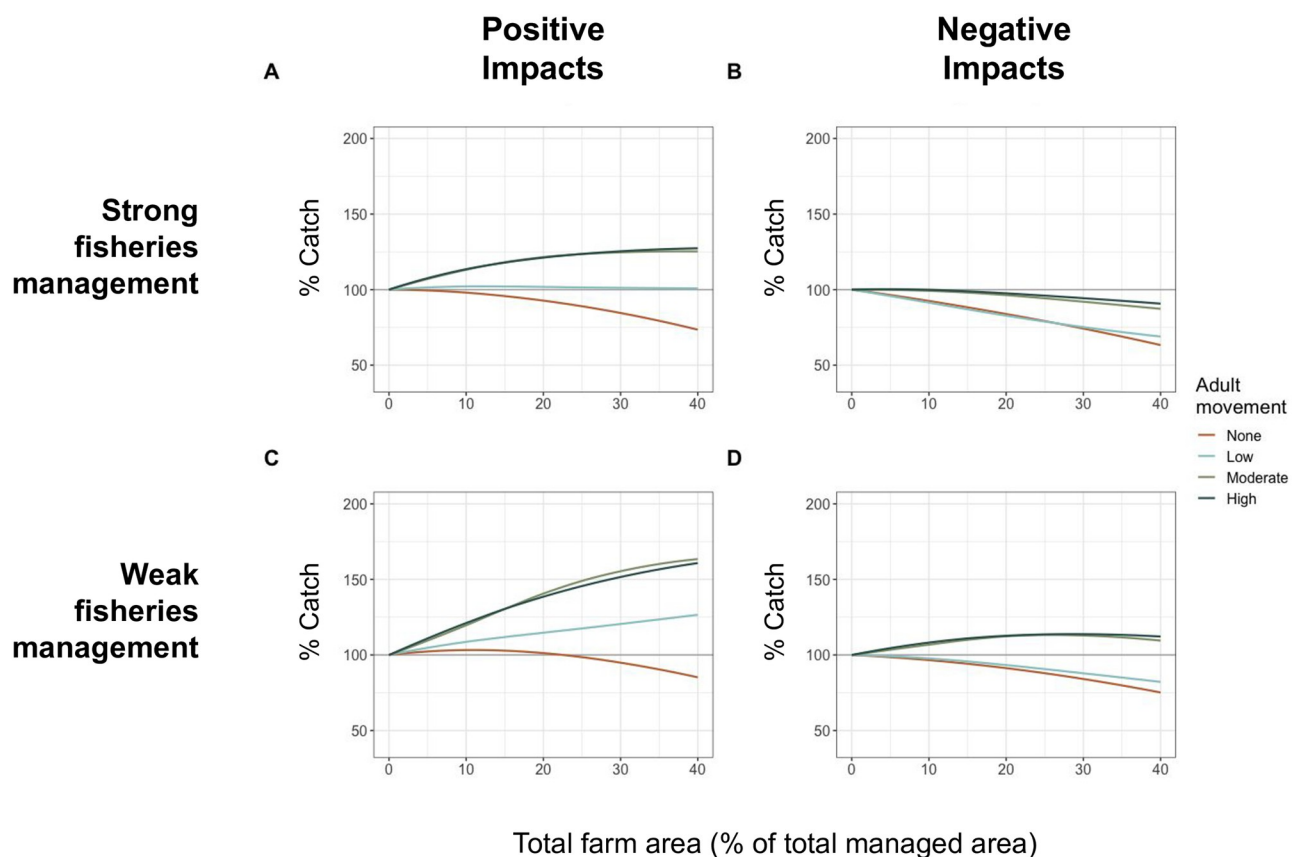 Positive
Impacts
Negative
Impacts
A
B
Strong
fisheries
management
% Catch
200
150
100
50
0 10 20 30 40
% Catch
200
150
100
50
0 10 20 30 40
Adult
movement
None
Low
Moderate
High
C
D
Weak
fisheries
management
% Catch
200
150
100
50
0 10 20 30 40
% Catch
200
150
100
50
0 10 20 30 40
Total farm area (% of total managed area)